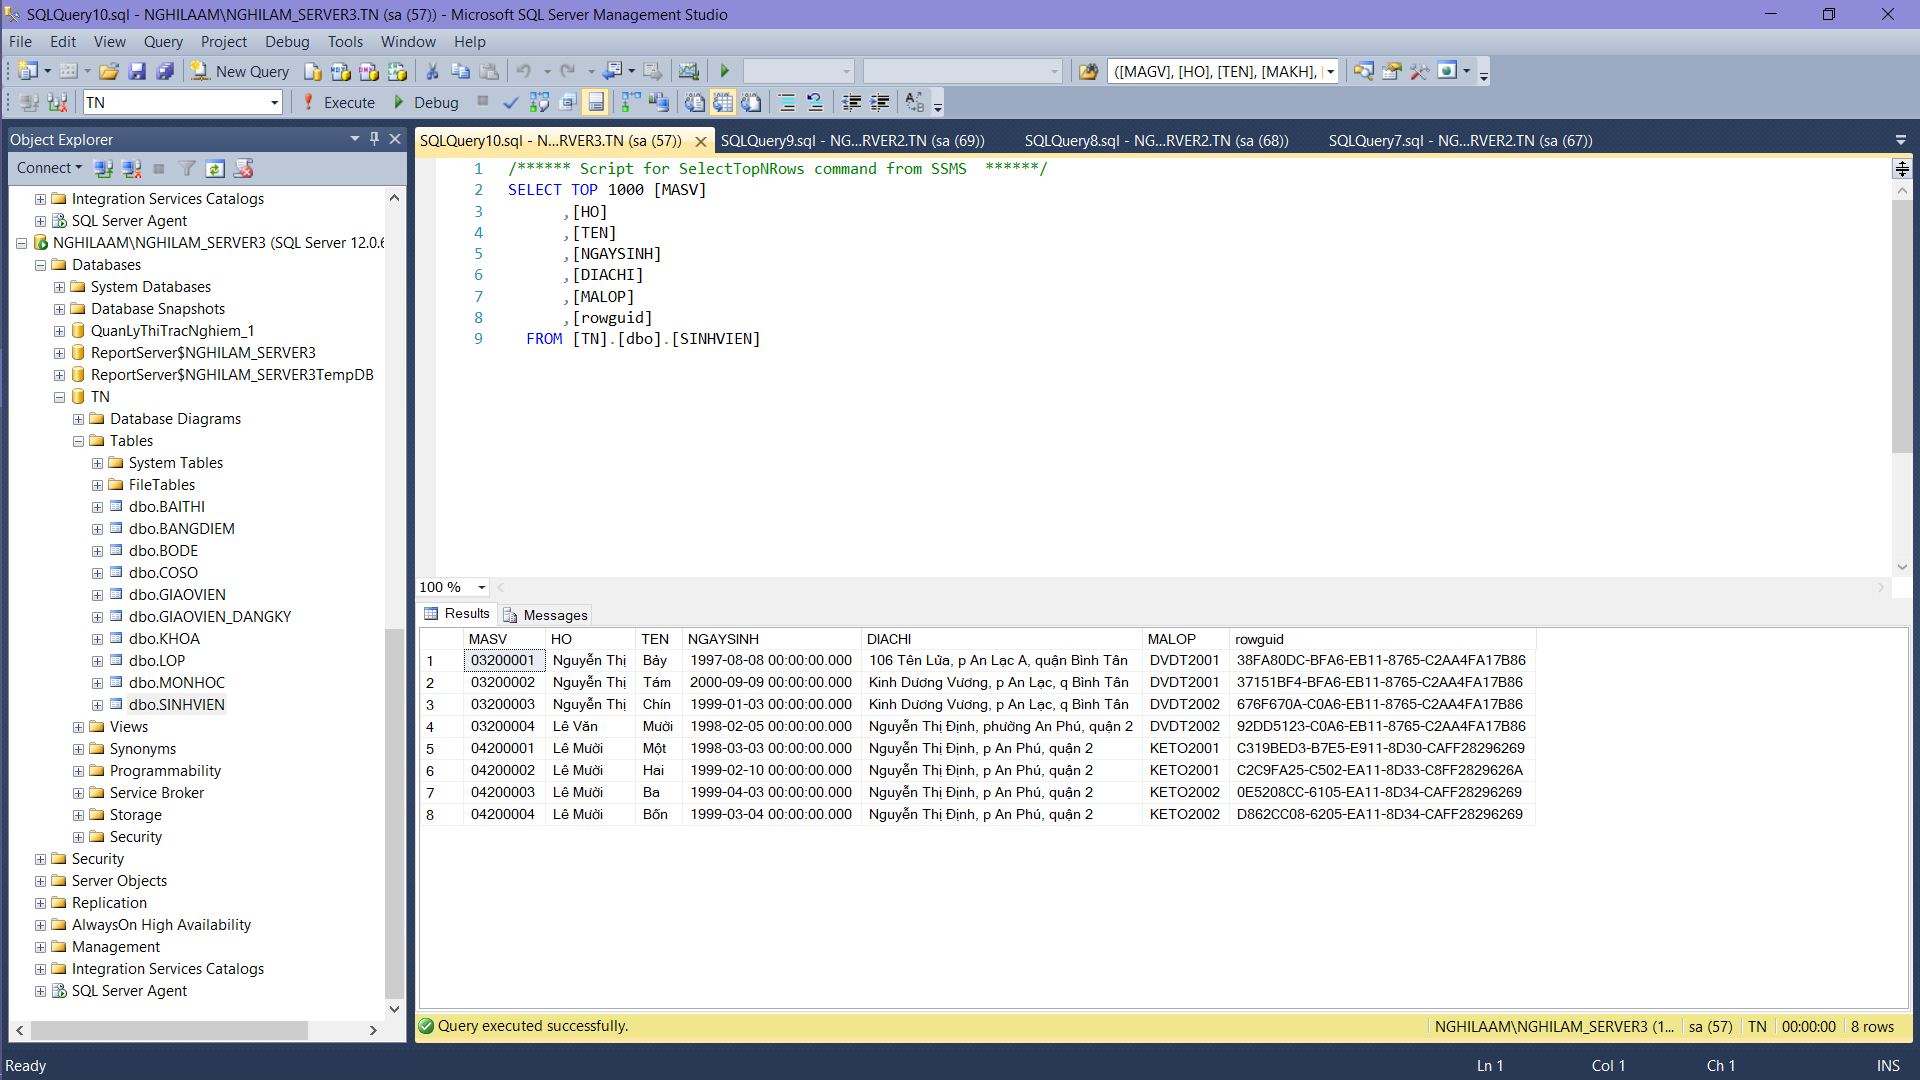 SQLQuery10.sql - NGHILAAM\NGHILAM_SERVER3.TN (sa (57)) - Microsoft SQL Server Management Studio
File Edit View Query Project Debug Tools Window Help
New Query ([MAGV], [HO], [TEN], [MAKH],
TN Execute Debug
Object Explorer
Connect
Integration Services Catalogs
SQL Server Agent
NGHILAAM\NGHILAM_SERVER3 (SQL Server 12.0.6
Databases
System Databases
Database Snapshots
QuanLyThiTracNghiem_1
ReportServer$NGHILAM_SERVER3
ReportServer$NGHILAM_SERVER3TempDB
TN
Database Diagrams
Tables
System Tables
FileTables
dbo.BAITHI
dbo.BANGDIEM
dbo.BODE
dbo.COSO
dbo.GIAOVIEN
dbo.GIAOVIEN_DANGKY
dbo.KHOA
dbo.LOP
dbo.MONHOC
dbo.SINHVIEN
Views
Synonyms
Programmability
Service Broker
Storage
Security
Security
Server Objects
Replication
AlwaysOn High Availability
Management
Integration Services Catalogs
SQL Server Agent
SQLQuery10.sql - N...RVER3.TN (sa (57)) SQLQuery9.sql - NG...RVER2.TN (sa (69)) SQLQuery8.sql - NG...RVER2.TN (sa (68)) SQLQuery7.sql - NG...RVER2.TN (sa (67))
1 /****** Script for SelectTopNRows command from SSMS ******/
2 SELECT TOP 1000 [MASV]
3 ,[HO]
4 ,[TEN]
5 ,[NGAYSINH]
6 ,[DIACHI]
7 ,[MALOP]
8 ,[rowguid]
9 FROM [TN].[dbo].[SINHVIEN]
100 %
Results Messages
MASV HO TEN NGAYSINH DIACHI MALOP rowguid
1 03200001 Nguyễn Thị Bảy 1997-08-08 00:00:00.000 106 Tên Lửa, p An Lạc A, quận Bình Tân DVDT2001 38FA80DC-BFA6-EB11-8765-C2AA4FA17B86
2 03200002 Nguyễn Thị Tám 2000-09-09 00:00:00.000 Kinh Dương Vương, p An Lạc, q Bình Tân DVDT2001 37151BF4-BFA6-EB11-8765-C2AA4FA17B86
3 03200003 Nguyễn Thị Chín 1999-01-03 00:00:00.000 Kinh Dương Vương, p An Lạc, q Bình Tân DVDT2002 676F670A-C0A6-EB11-8765-C2AA4FA17B86
4 03200004 Lê Văn Mười 1998-02-05 00:00:00.000 Nguyễn Thị Định, phường An Phú, quận 2 DVDT2002 92DD5123-C0A6-EB11-8765-C2AA4FA17B86
5 04200001 Lê Mười Một 1998-03-03 00:00:00.000 Nguyễn Thị Định, p An Phú, quận 2 KETO2001 C319BED3-B7E5-E911-8D30-CAFF28296269
6 04200002 Lê Mười Hai 1999-02-10 00:00:00.000 Nguyễn Thị Định, p An Phú, quận 2 KETO2001 C2C9FA25-C502-EA11-8D33-C8FF2829626A
7 04200003 Lê Mười Ba 1999-04-03 00:00:00.000 Nguyễn Thị Định, p An Phú, quận 2 KETO2002 0E5208CC-6105-EA11-8D34-CAFF28296269
8 04200004 Lê Mười Bốn 1999-03-04 00:00:00.000 Nguyễn Thị Định, p An Phú, quận 2 KETO2002 D862CC08-6205-EA11-8D34-CAFF28296269
Query executed successfully. NGHILAAM\NGHILAM_SERVER3 (1... sa (57) TN 00:00:00 8 rows
Ready Ln 1 Col 1 Ch 1 INS